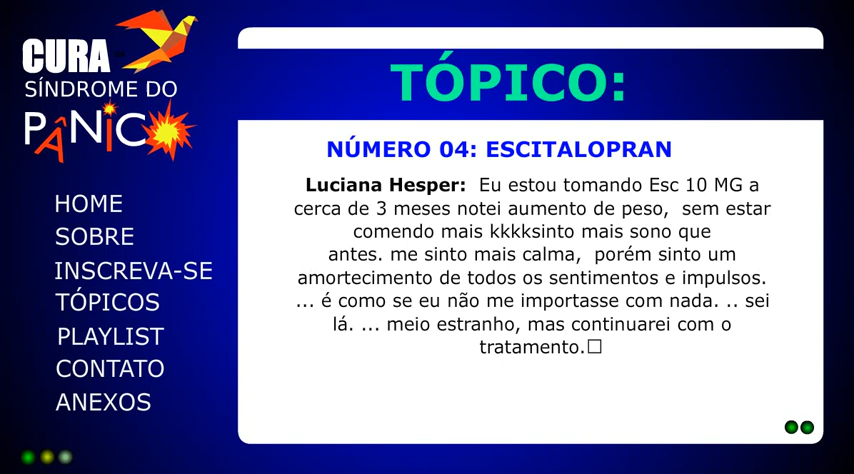 CURA
SÍNDROME DO
PÂNiCO
HOME
SOBRE
INSCREVA-SE
TÓPICOS
PLAYLIST
CONTATO
ANEXOS
TÓPICO:
NÚMERO 04: ESCITALOPRAN
Luciana Hesper: Eu estou tomando Esc 10 MG a
cerca de 3 meses notei aumento de peso, sem estar
comendo mais kkkksinto mais sono que
antes. me sinto mais calma, porém sinto um
amortecimento de todos os sentimentos e impulsos.
... é como se eu não me importasse com nada. .. sei
lá. ... meio estranho, mas continuarei com o
tratamento.□